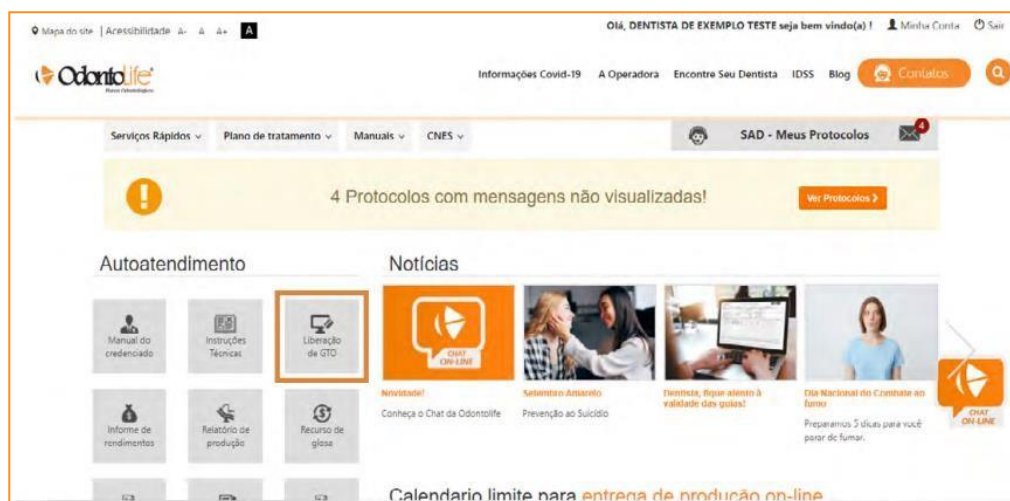 Mapa do site | Acessibilidade A- A A+ A
Olá, DENTISTA DE EXEMPLO TESTE seja bem vindo(a) ! Minha Conta Sair
Odontolife
Planos Odontológicos
Informações Covid-19 A Operadora Encontre Seu Dentista IDSS Blog Contatos
Serviços Rápidos Plano de tratamento Manuais CNES SAD - Meus Protocolos 4
4 Protocolos com mensagens não visualizadas! Ver Protocolos
Autoatendimento
Manual do
credenciado
Instruções
Técnicas
Liberação
de GTO
Informe de
rendimentos
Relatório de
produção
Recurso de
glosa
Notícias
CHAT
ON-LINE
Novidade!
Conheça o Chat da Odontolife
Setembro Amarelo
Prevenção ao Suicídio
Dentista, fique atento à
validade das guias!
Dia Nacional do Combate ao
fumo
Preparamos 5 dicas para você
parar de fumar.
CHAT
ON-LINE
Calendario limite para entrega de produção on-line